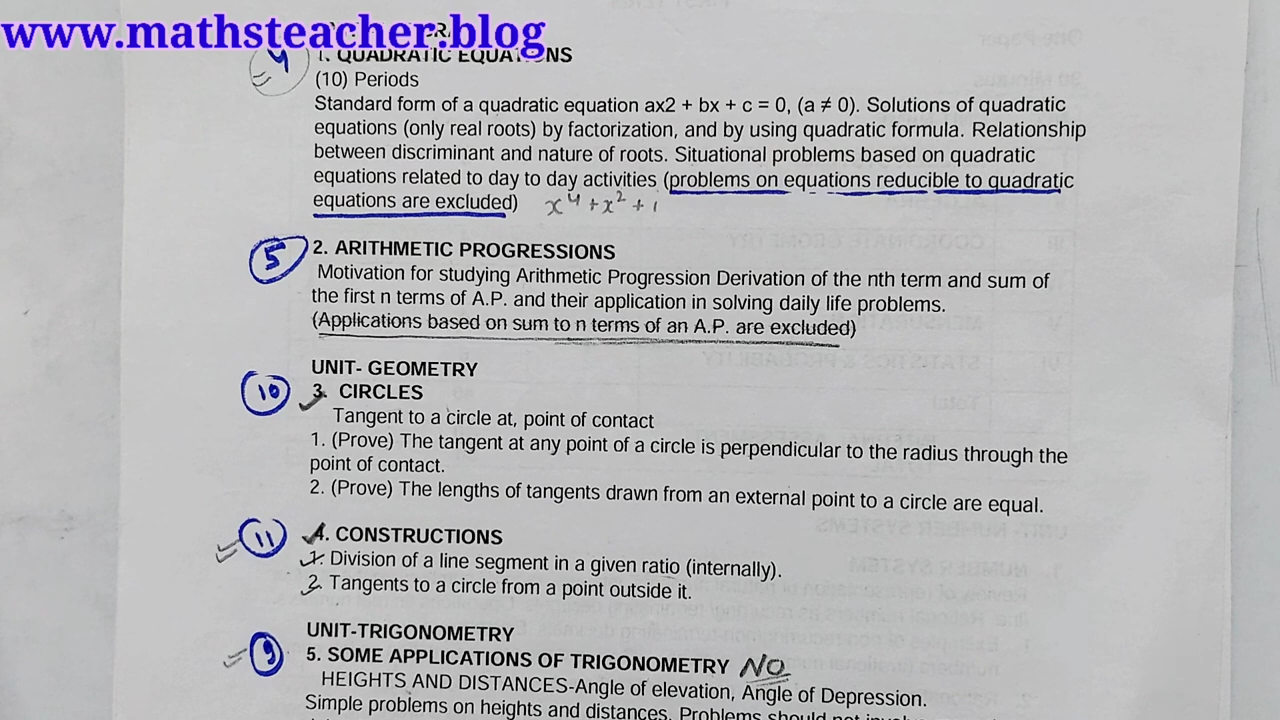 www.mathsteacher.blog
4
1. QUADRATIC EQUATIONS
(10) Periods
Standard form of a quadratic equation ax2 + bx + c = 0, (a ≠ 0). Solutions of quadratic
equations (only real roots) by factorization, and by using quadratic formula. Relationship
between discriminant and nature of roots. Situational problems based on quadratic
equations related to day to day activities (problems on equations reducible to quadratic
equations are excluded) x⁴ + x² + 1
5
2. ARITHMETIC PROGRESSIONS
Motivation for studying Arithmetic Progression Derivation of the nth term and sum of
the first n terms of A.P. and their application in solving daily life problems.
(Applications based on sum to n terms of an A.P. are excluded)
UNIT- GEOMETRY
10
3. CIRCLES
Tangent to a circle at, point of contact
1. (Prove) The tangent at any point of a circle is perpendicular to the radius through the
point of contact.
2. (Prove) The lengths of tangents drawn from an external point to a circle are equal.
11
4. CONSTRUCTIONS
1. Division of a line segment in a given ratio (internally).
2. Tangents to a circle from a point outside it.
UNIT-TRIGONOMETRY
9
5. SOME APPLICATIONS OF TRIGONOMETRY NO
HEIGHTS AND DISTANCES-Angle of elevation, Angle of Depression.
Simple problems on heights and distances. Problems should not